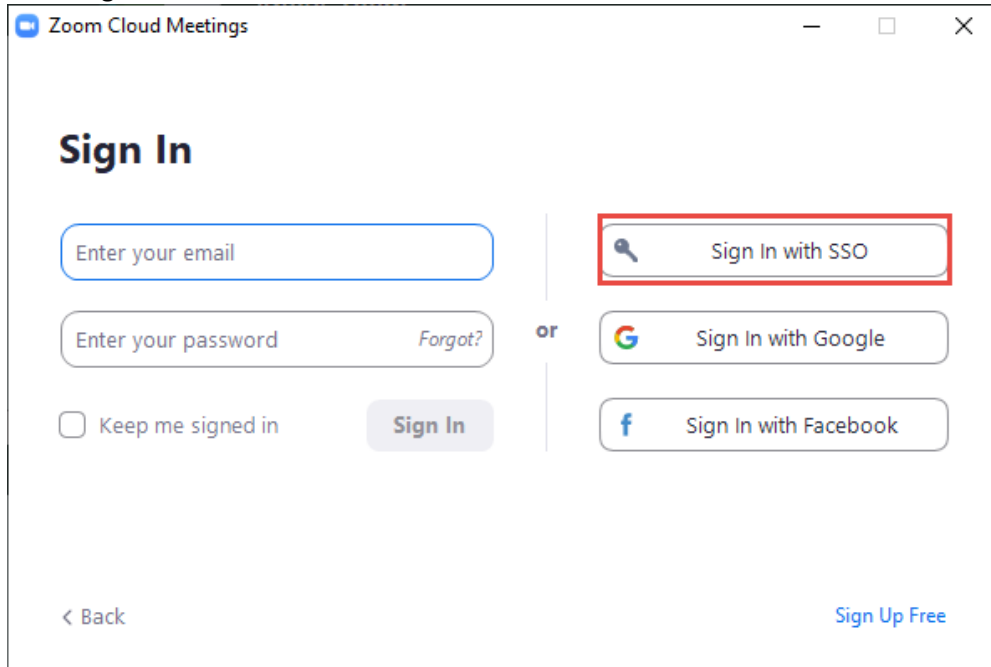 Zoom Cloud Meetings
Sign In
Enter your email
Enter your password Forgot?
Keep me signed in Sign In
or
Sign In with SSO
Sign In with Google
Sign In with Facebook
Back
Sign Up Free